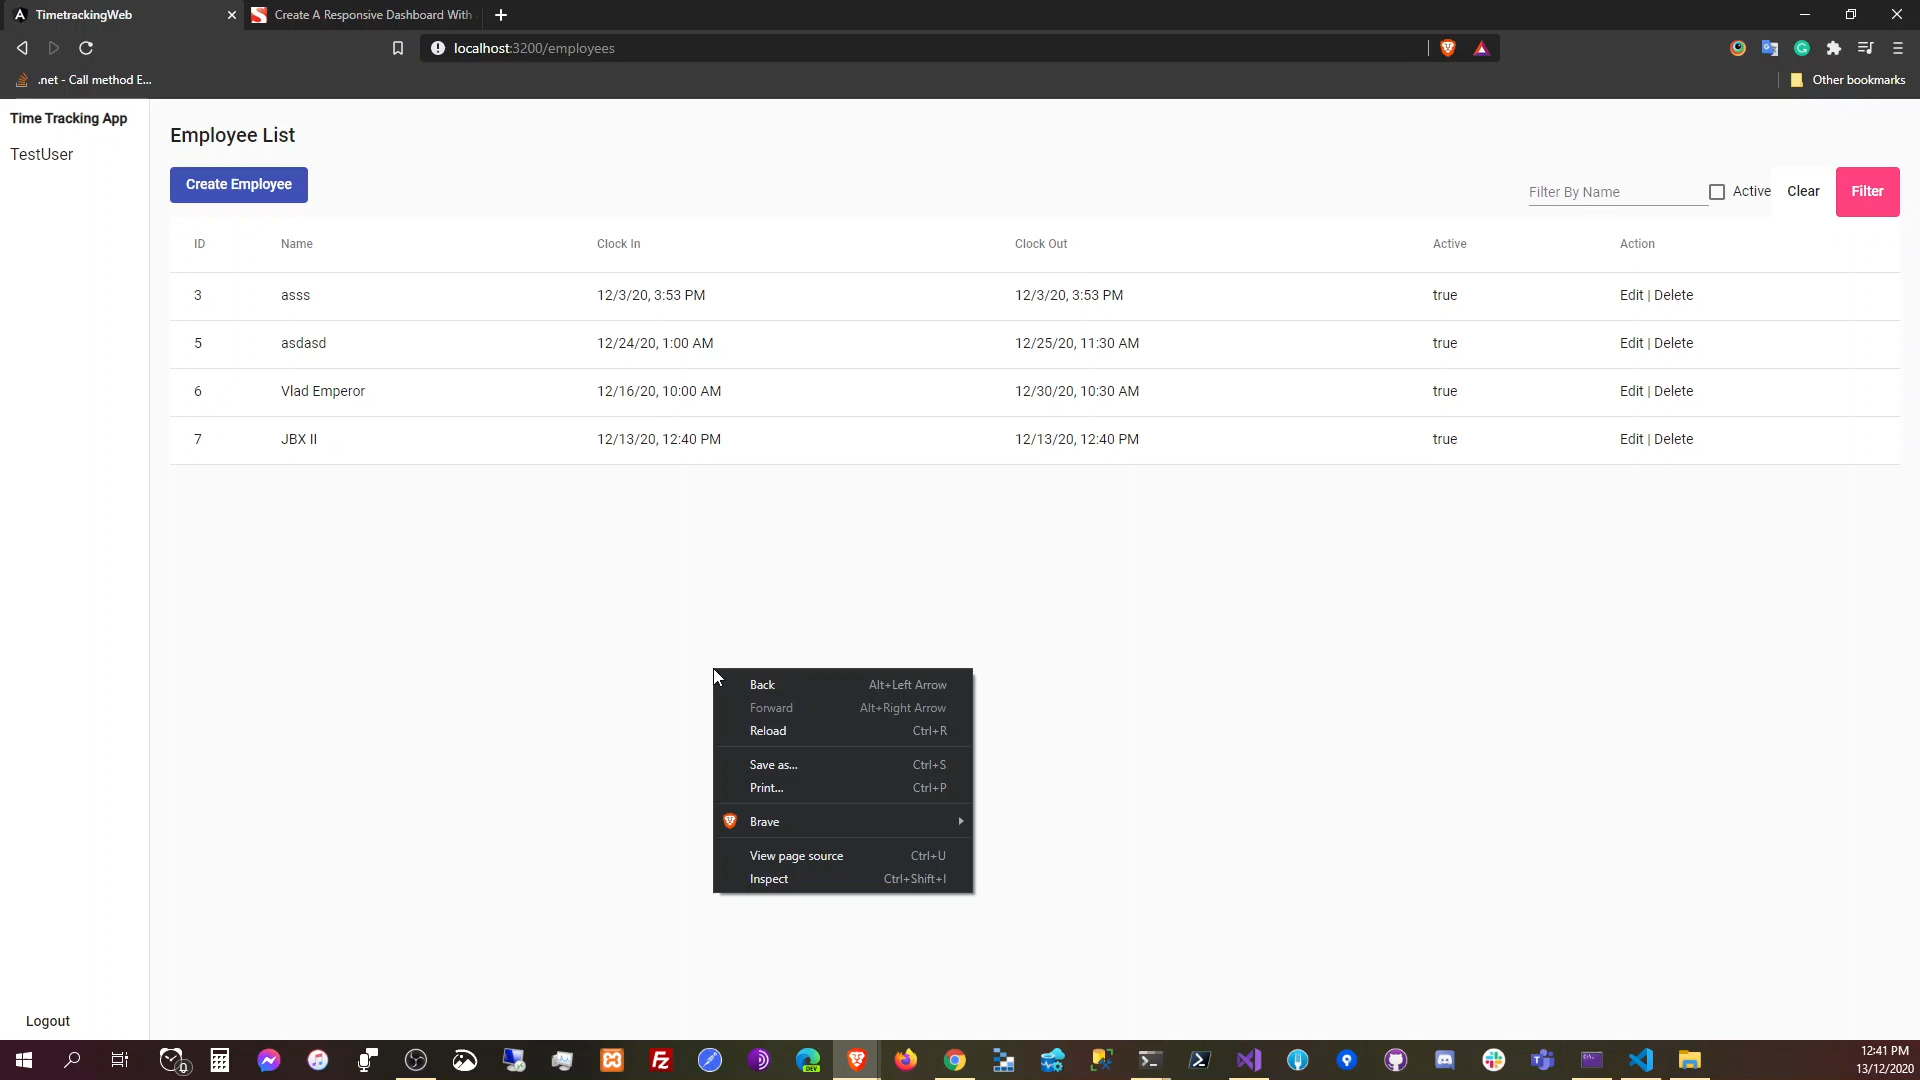 TimetrackingWeb
Create A Responsive Dashboard With
localhost:3200/employees
.net - Call method E...
Other bookmarks
Time Tracking App
TestUser
Employee List
Create Employee
Filter By Name
Active
Clear
Filter
ID Name Clock In Clock Out Active Action
3 asss 12/3/20, 3:53 PM 12/3/20, 3:53 PM true Edit | Delete
5 asdasd 12/24/20, 1:00 AM 12/25/20, 11:30 AM true Edit | Delete
6 Vlad Emperor 12/16/20, 10:00 AM 12/30/20, 10:30 AM true Edit | Delete
7 JBX II 12/13/20, 12:40 PM 12/13/20, 12:40 PM true Edit | Delete
Back Alt+Left Arrow
Forward Alt+Right Arrow
Reload Ctrl+R
Save as... Ctrl+S
Print... Ctrl+P
Brave
View page source Ctrl+U
Inspect Ctrl+Shift+I
Logout
12:41 PM
13/12/2020